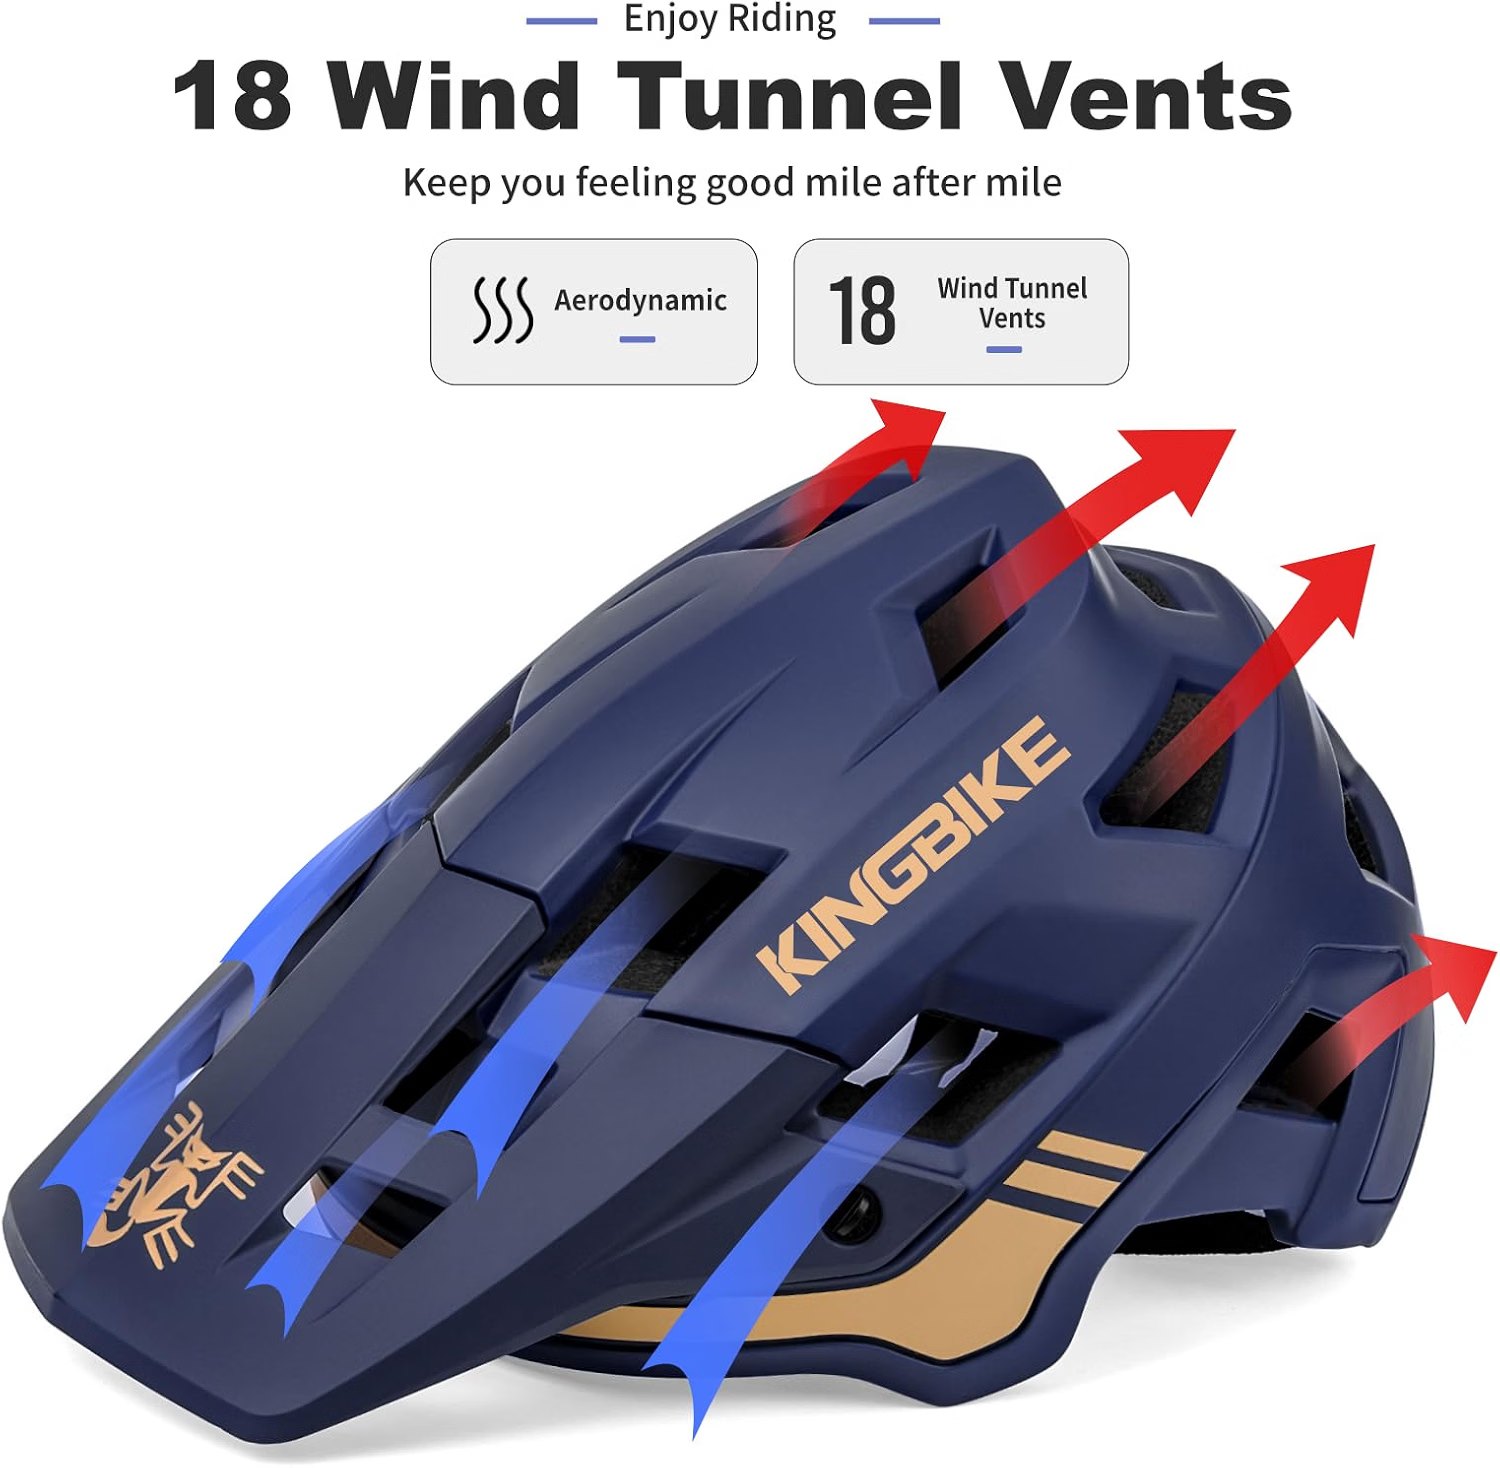 Enjoy Riding
18 Wind Tunnel Vents
Keep you feeling good mile after mile
Aerodynamic
18
Wind Tunnel
Vents
KINGBIKE